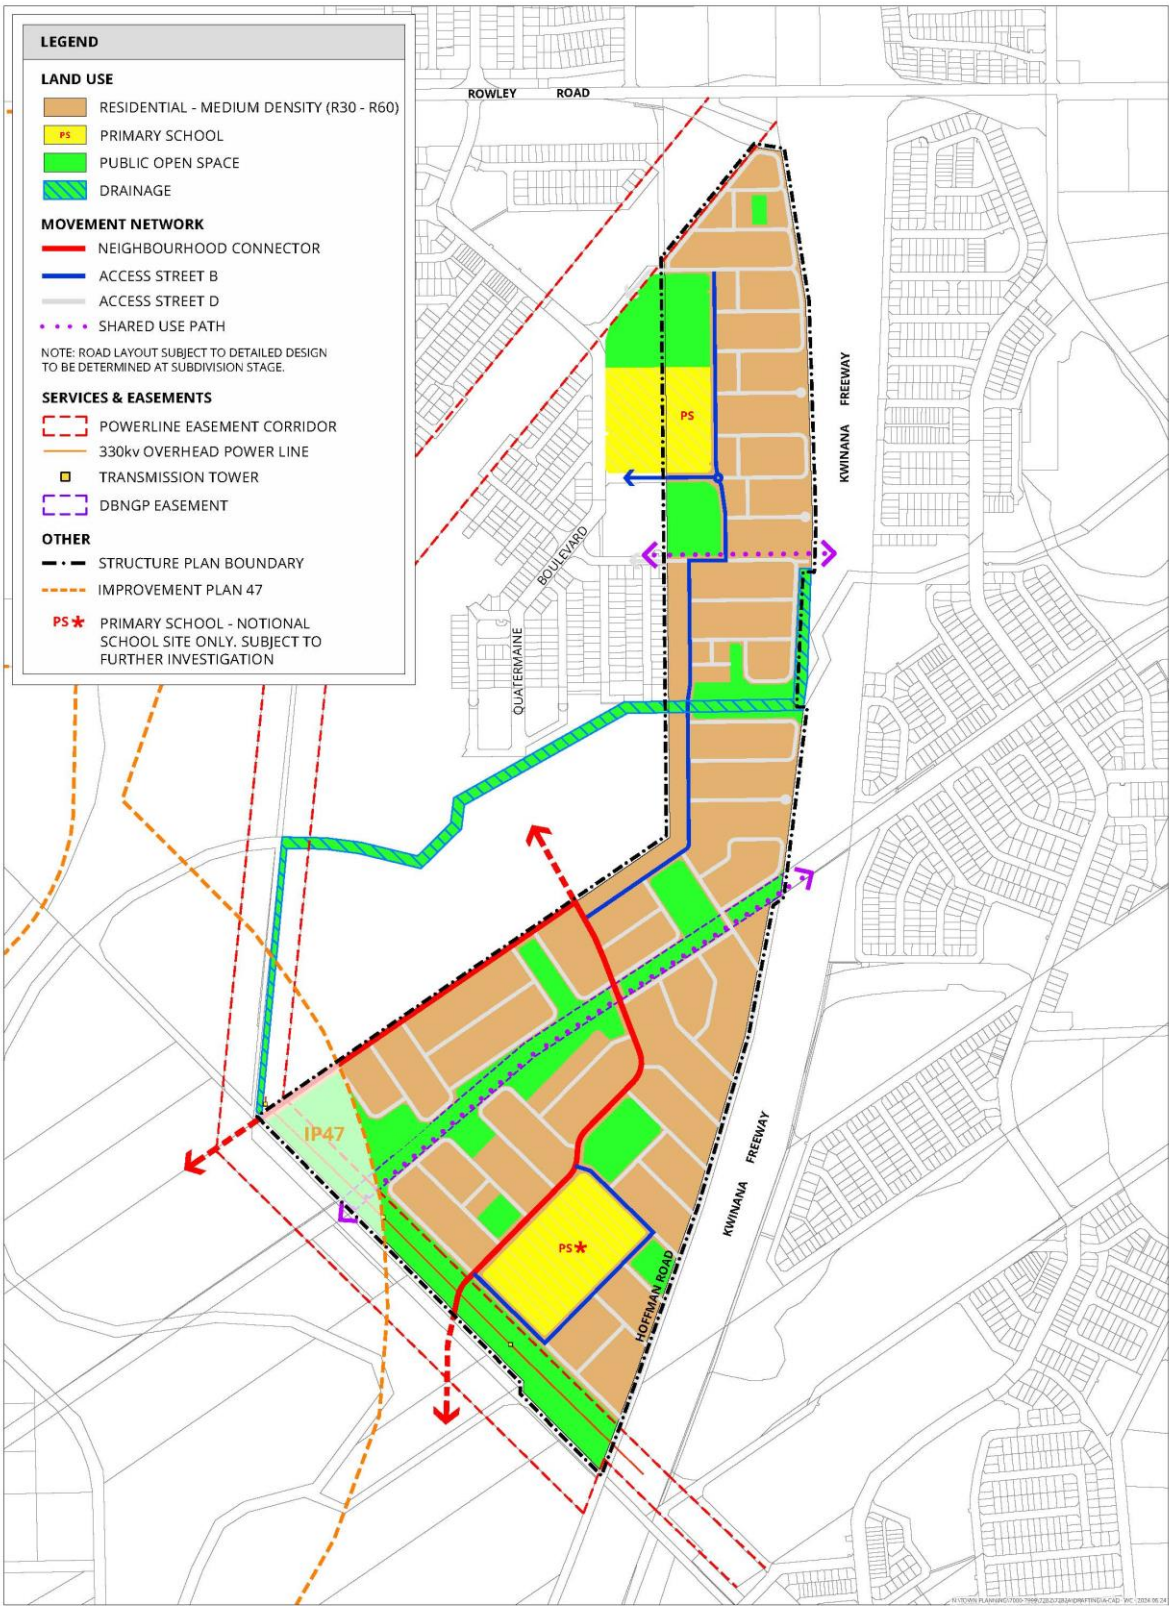 LEGEND
LAND USE
RESIDENTIAL - MEDIUM DENSITY (R30 - R60)
PS
PRIMARY SCHOOL
PUBLIC OPEN SPACE
DRAINAGE
MOVEMENT NETWORK
NEIGHBOURHOOD CONNECTOR
ACCESS STREET B
ACCESS STREET D
SHARED USE PATH
NOTE: ROAD LAYOUT SUBJECT TO DETAILED DESIGN
TO BE DETERMINED AT SUBDIVISION STAGE.
SERVICES & EASEMENTS
POWERLINE EASEMENT CORRIDOR
330kv OVERHEAD POWER LINE
TRANSMISSION TOWER
DBNGP EASEMENT
OTHER
STRUCTURE PLAN BOUNDARY
IMPROVEMENT PLAN 47
PS* PRIMARY SCHOOL - NOTIONAL
SCHOOL SITE ONLY. SUBJECT TO
FURTHER INVESTIGATION
ROWLEY ROAD
KWINANA FREEWAY
PS
BOULEVARD
QUATERMAINE
IP47
KWINANA FREEWAY
PS*
HOFFMAN ROAD